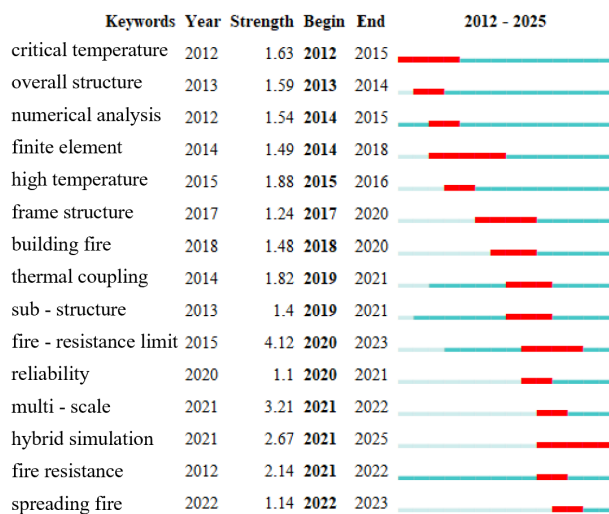 Keywords Year Strength Begin End 2012 - 2025
critical temperature 2012 1.63 2012 2015
overall structure 2013 1.59 2013 2014
numerical analysis 2012 1.54 2014 2015
finite element 2014 1.49 2014 2018
high temperature 2015 1.88 2015 2016
frame structure 2017 1.24 2017 2020
building fire 2018 1.48 2018 2020
thermal coupling 2014 1.82 2019 2021
sub - structure 2013 1.4 2019 2021
fire - resistance limit 2015 4.12 2020 2023
reliability 2020 1.1 2020 2021
multi - scale 2021 3.21 2021 2022
hybrid simulation 2021 2.67 2021 2025
fire resistance 2012 2.14 2021 2022
spreading fire 2022 1.14 2022 2023